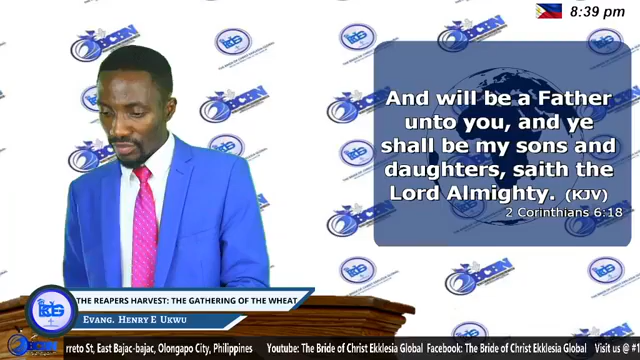 8:39 pm
And will be a Father
unto you, and ye
shall be my sons and
daughters, saith the
Lord Almighty. (KJV)
2 Corinthians 6:18
THE REAPERS HARVEST: THE GATHERING OF THE WHEAT
EVANG. HENRY E UKWU
rreto St, East Bajac-bajac, Olongapo City, Philippines Youtube: The Bride of Christ Ekklesia Global Facebook: The Bride of Christ Ekklesia Global Visit us @ #1